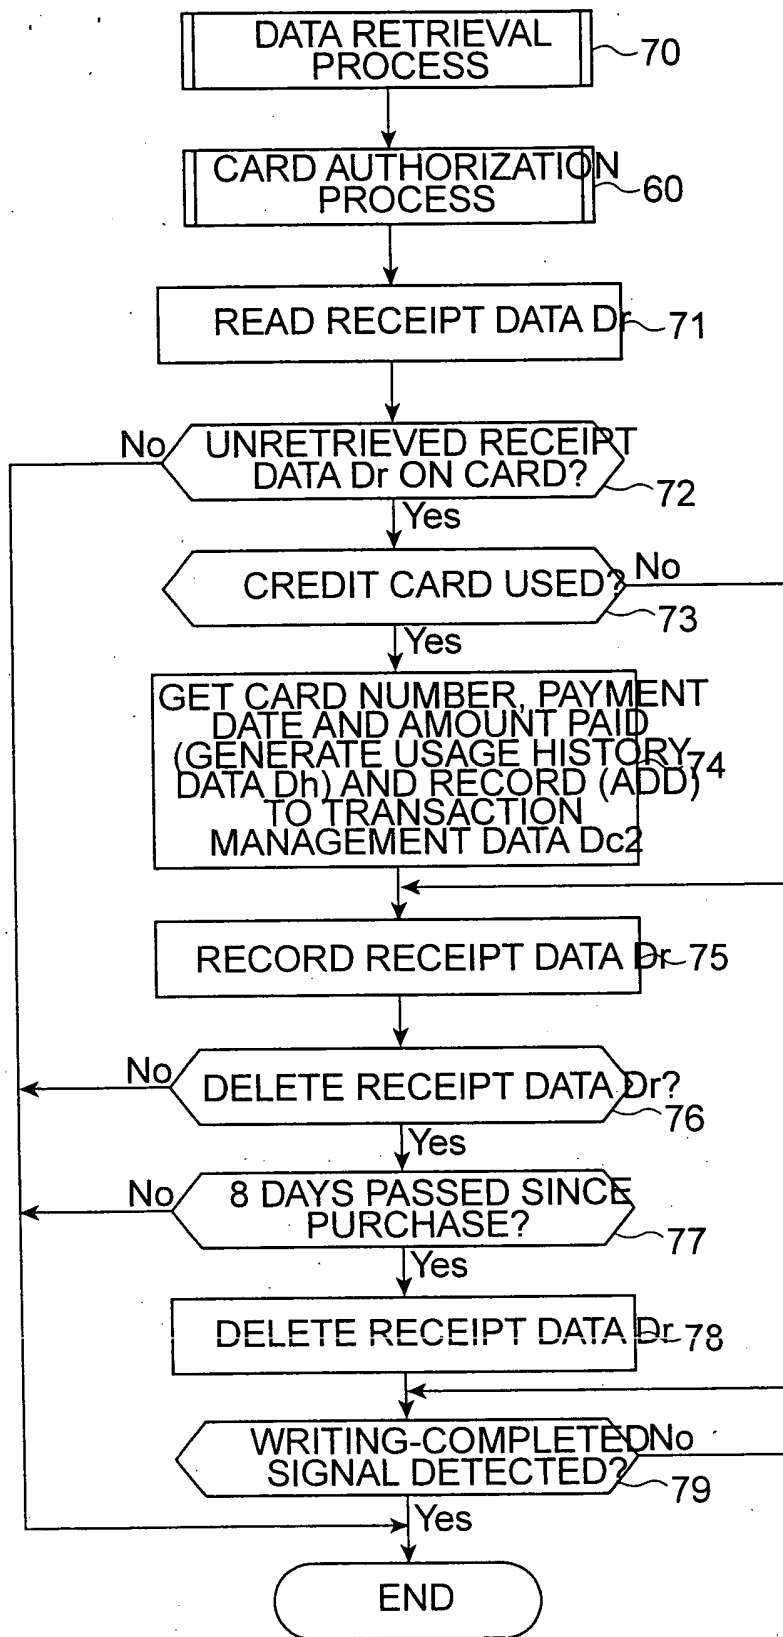 DATA RETRIEVAL
PROCESS
70
CARD AUTHORIZATION
PROCESS
60
READ RECEIPT DATA Dr
71
No
UNRETRIEVED RECEIPT
DATA Dr ON CARD?
72
Yes
CREDIT CARD USED?
No
73
Yes
GET CARD NUMBER, PAYMENT
DATE AND AMOUNT PAID
(GENERATE USAGE HISTORY
DATA Dh) AND RECORD (ADD)
TO TRANSACTION
MANAGEMENT DATA Dc2
74
RECORD RECEIPT DATA Dr
75
No
DELETE RECEIPT DATA Dr?
76
Yes
No
8 DAYS PASSED SINCE
PURCHASE?
77
Yes
DELETE RECEIPT DATA Dr
78
WRITING-COMPLETED
SIGNAL DETECTED?
No
79
Yes
END